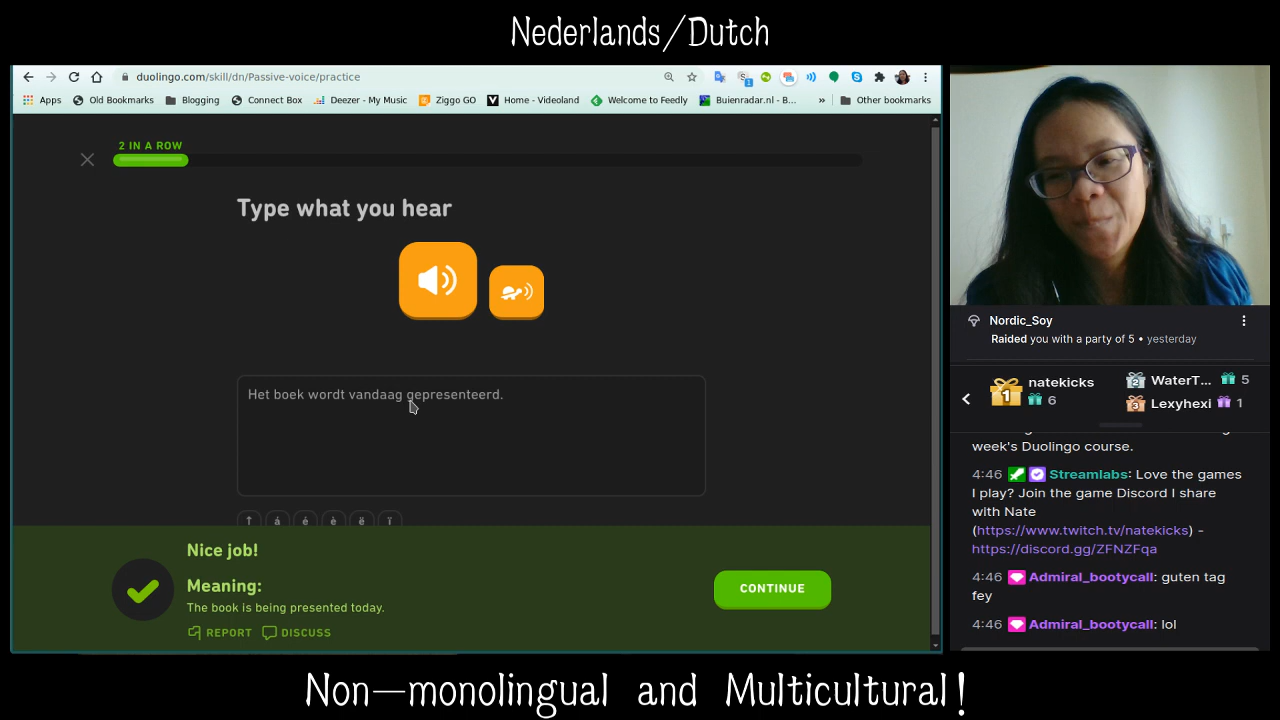 Nederlands/Dutch
duolingo.com/skill/dn/Passive-voice/practice
Apps Old Bookmarks Blogging Connect Box Deezer - My Music Ziggo GO Home - Videoland Welcome to Feedly Buienradar.nl - B... » Other bookmarks
2 IN A ROW
Type what you hear
Het boek wordt vandaag gepresenteerd.
↑ á é è ë ï
Nice job!
Meaning:
The book is being presented today.
REPORT DISCUSS
CONTINUE
Nordic_Soy
Raided you with a party of 5 • yesterday
1 natekicks
6
2 WaterT... 5
3 Lexyhexi 1
week's Duolingo course.
4:46 Streamlabs: Love the games
I play? Join the game Discord I share
with Nate
(https://www.twitch.tv/natekicks) -
https://discord.gg/ZFNZFqa
4:46 Admiral_bootycall: guten tag
fey
4:46 Admiral_bootycall: lol
Non-monolingual and Multicultural!